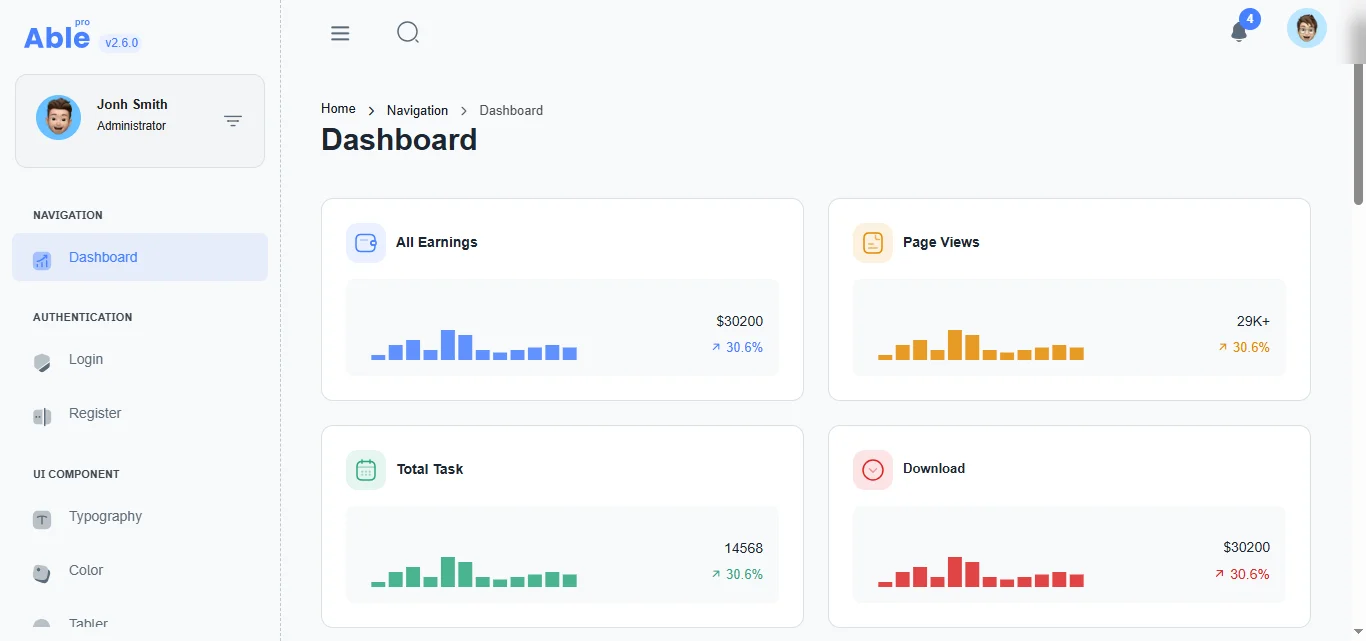 pro
Able v2.6.0
Jonh Smith
Administrator
NAVIGATION
Dashboard
AUTHENTICATION
Login
Register
UI COMPONENT
Typography
Color
Tabler
4
Home > Navigation > Dashboard
Dashboard
All Earnings
$30200
30.6%
Page Views
29K+
30.6%
Total Task
14568
30.6%
Download
$30200
30.6%